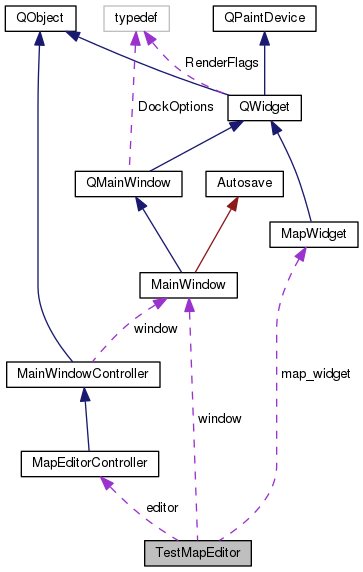 QObject
typedef
QPaintDevice
RenderFlags
DockOptions
QWidget
QMainWindow
Autosave
MapWidget
MainWindow
window
MainWindowController
map_widget
window
MapEditorController
editor
TestMapEditor